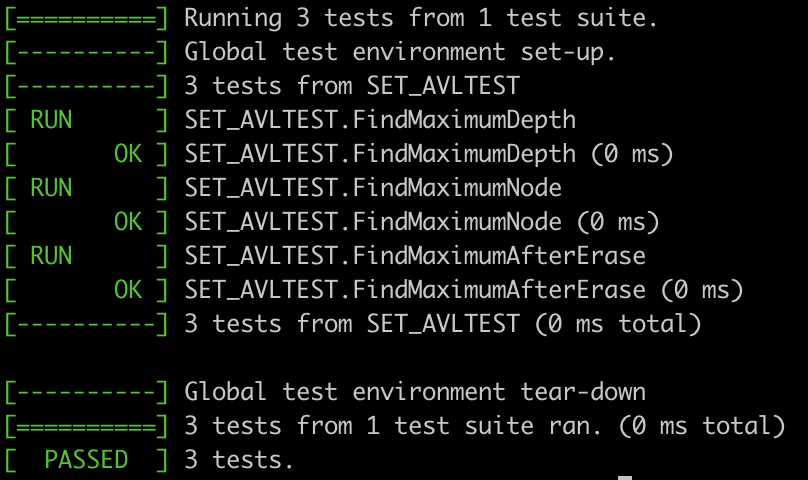 [==========] Running 3 tests from 1 test suite.
[----------] Global test environment set-up.
[----------] 3 tests from SET_AVLTEST
[ RUN      ] SET_AVLTEST.FindMaximumDepth
[       OK ] SET_AVLTEST.FindMaximumDepth (0 ms)
[ RUN      ] SET_AVLTEST.FindMaximumNode
[       OK ] SET_AVLTEST.FindMaximumNode (0 ms)
[ RUN      ] SET_AVLTEST.FindMaximumAfterErase
[       OK ] SET_AVLTEST.FindMaximumAfterErase (0 ms)
[----------] 3 tests from SET_AVLTEST (0 ms total)
[----------] Global test environment tear-down
[==========] 3 tests from 1 test suite ran. (0 ms total)
[  PASSED  ] 3 tests.